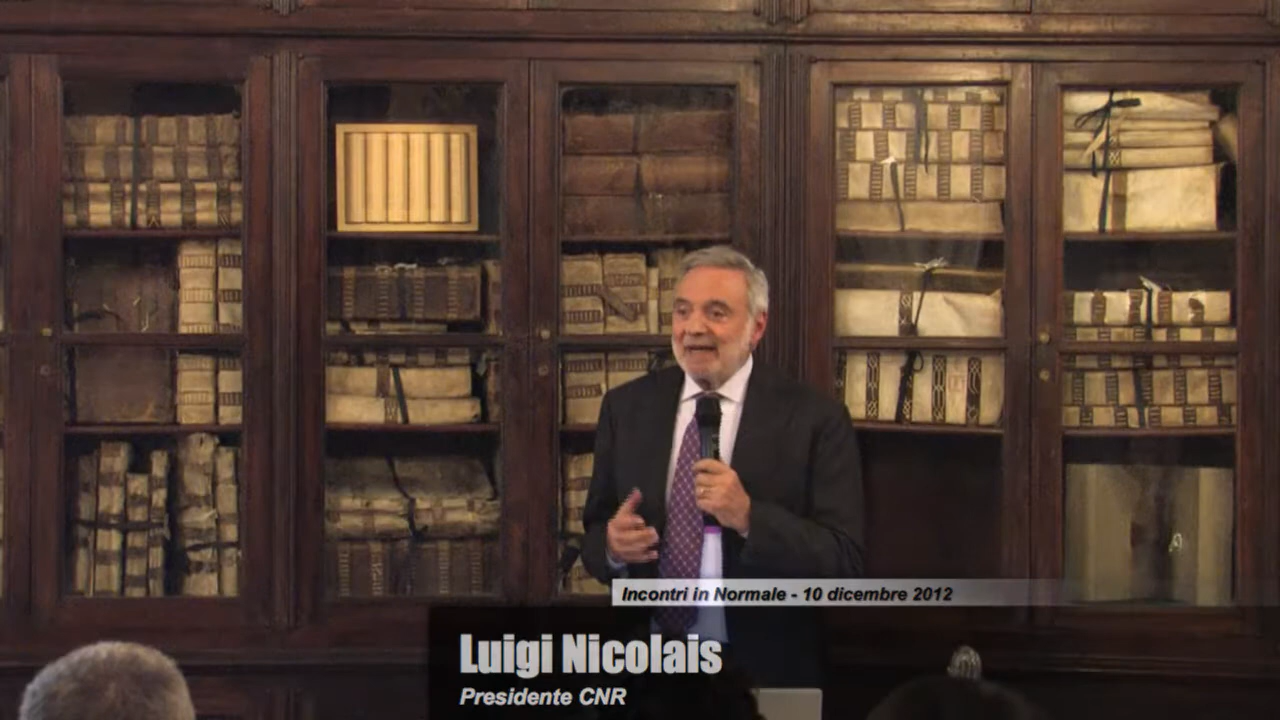 Incontri in Normale - 10 dicembre 2012
Luigi Nicolais
Presidente CNR